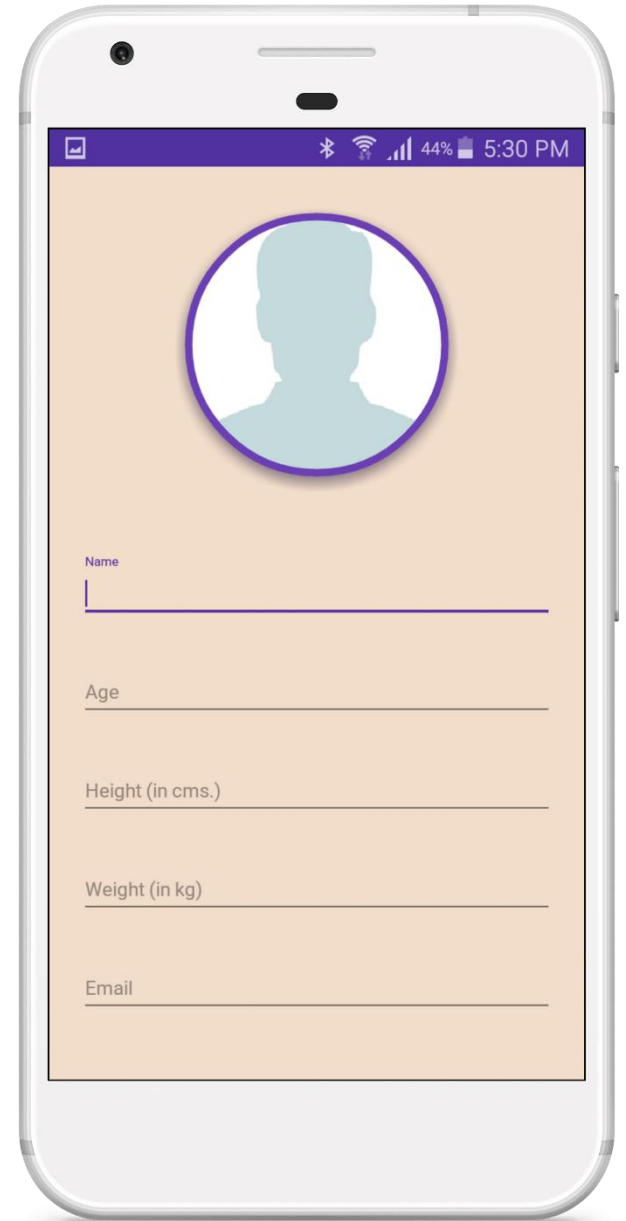 44% 5:30 PM
Name
Age
Height (in cms.)
Weight (in kg)
Email